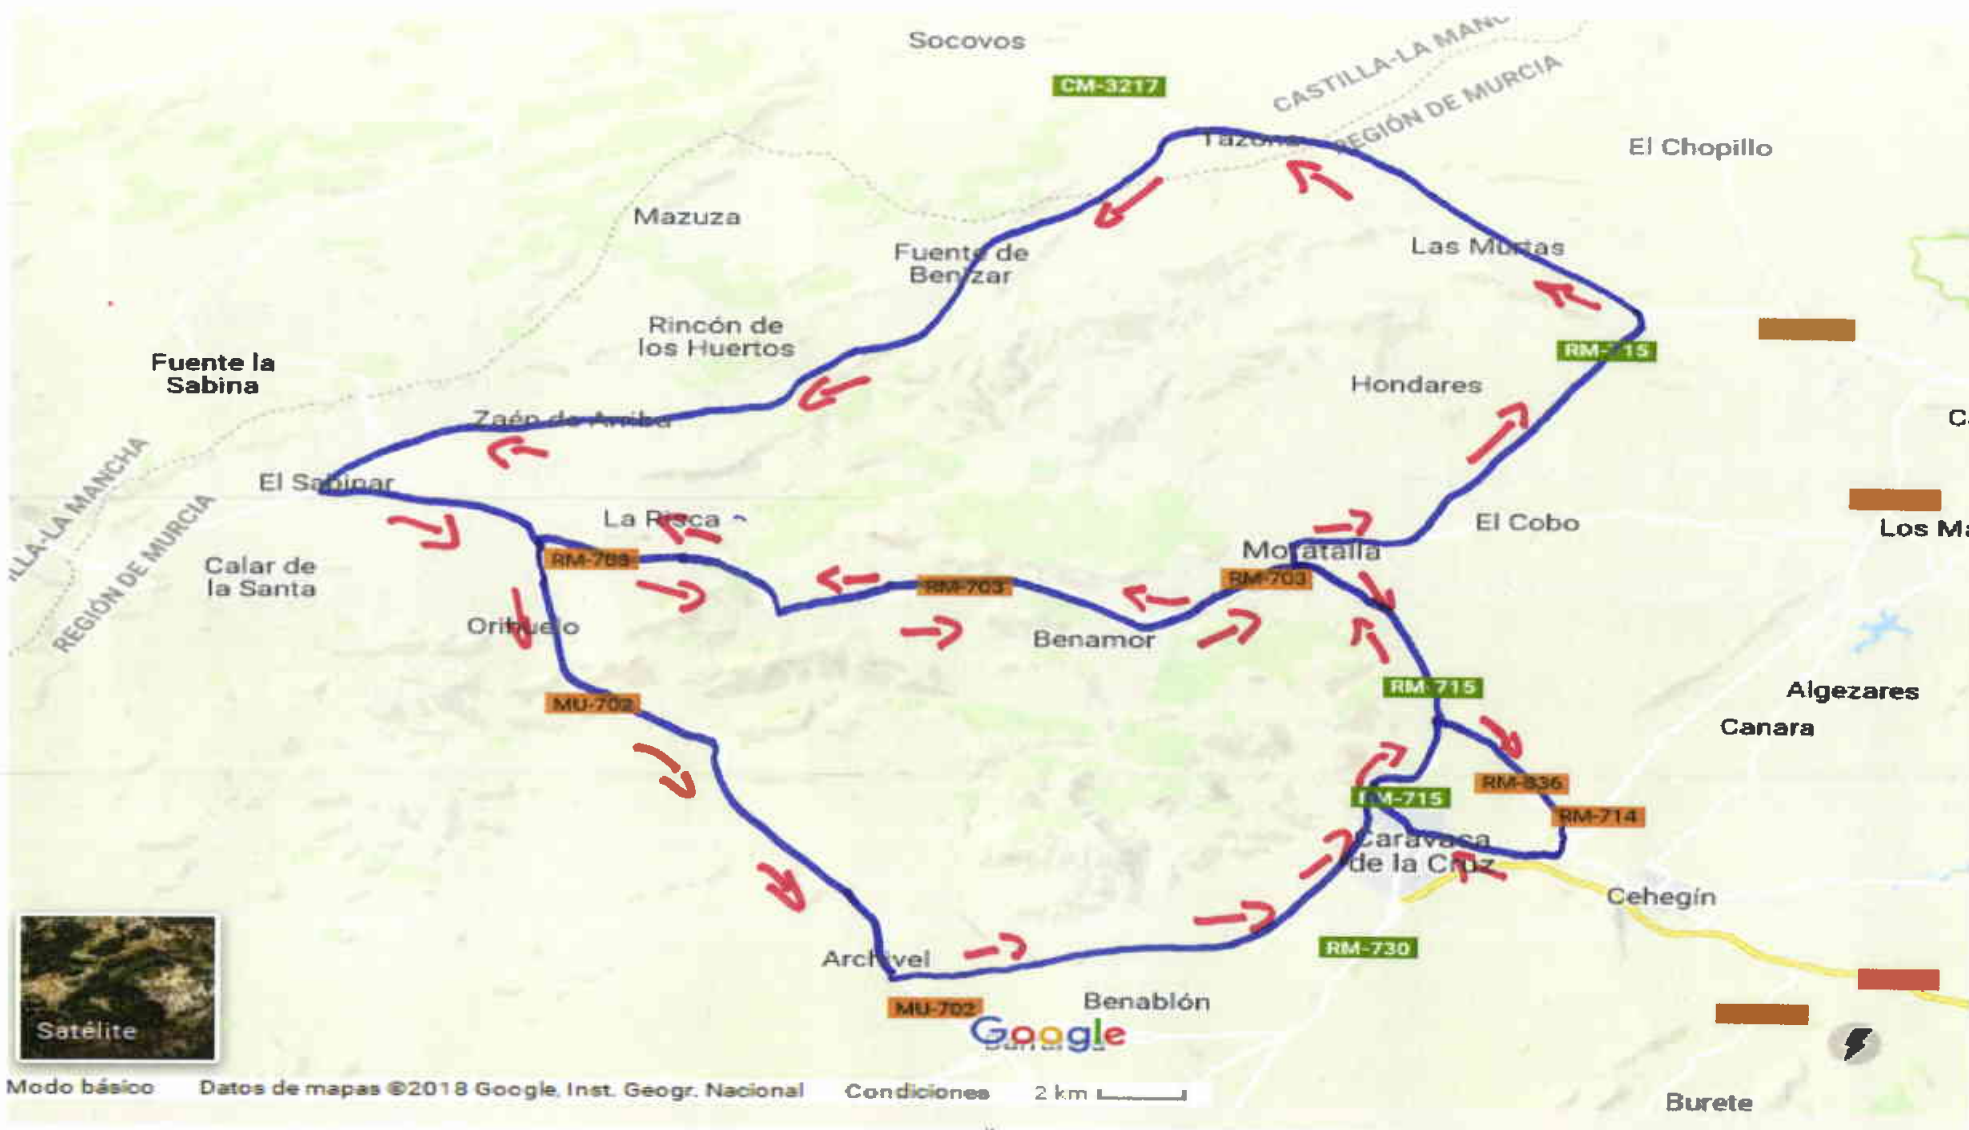 Socovos
CM-3217
CASTILLA-LA MANC
REGIÓN DE MURCIA
Tazona
El Chopillo
Mazuza
Fuente de
Benizar
Las Murtas
Rincón de
los Huertos
RM-715
Fuente la
Sabina
Hondares
Zaén de Arriba
El Sabinar
La Risca
Moratalla
El Cobo
Los Ma
ILLA-LA MANCHA
REGIÓN DE MURCIA
Calar de
la Santa
RM-703
RM-703
Orihuelo
Benamor
MU-702
RM-715
Algezares
Canara
RM-715
RM-714
Caravaca
de la Cruz
Cehegín
Archivel
RM-730
MU-702
Benablón
Google
Satélite
Modo básico
Datos de mapas ©2018 Google, Inst. Geogr. Nacional
Condiciones
2 km
Burete